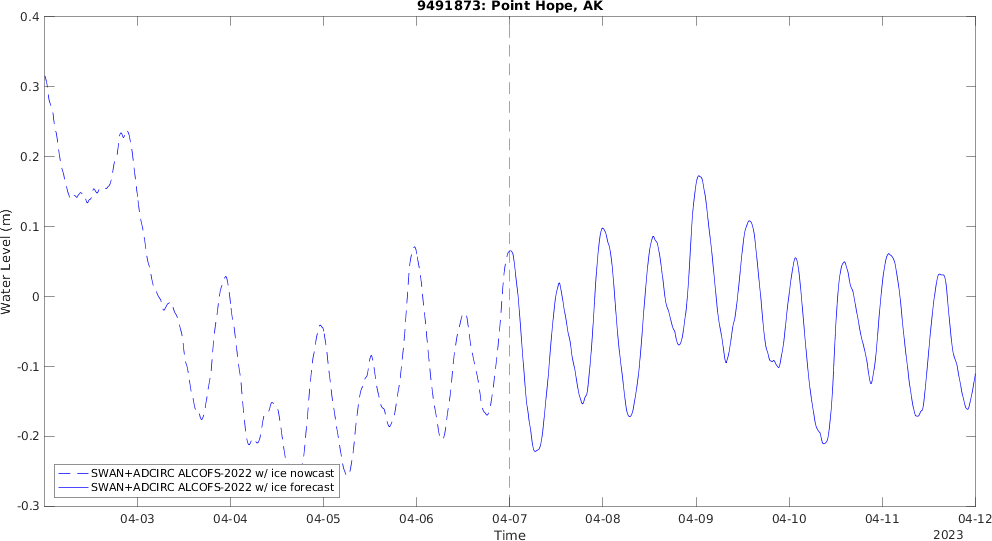 9491873: Point Hope, AK
0.4
0.3
0.2
0.1
0
-0.1
-0.2
-0.3
Water Level (m)
SWAN+ADCIRC ALCOFS-2022 w/ ice nowcast
SWAN+ADCIRC ALCOFS-2022 w/ ice forecast
04-03 04-04 04-05 04-06 04-07 04-08 04-09 04-10 04-11 04-12
Time
2023